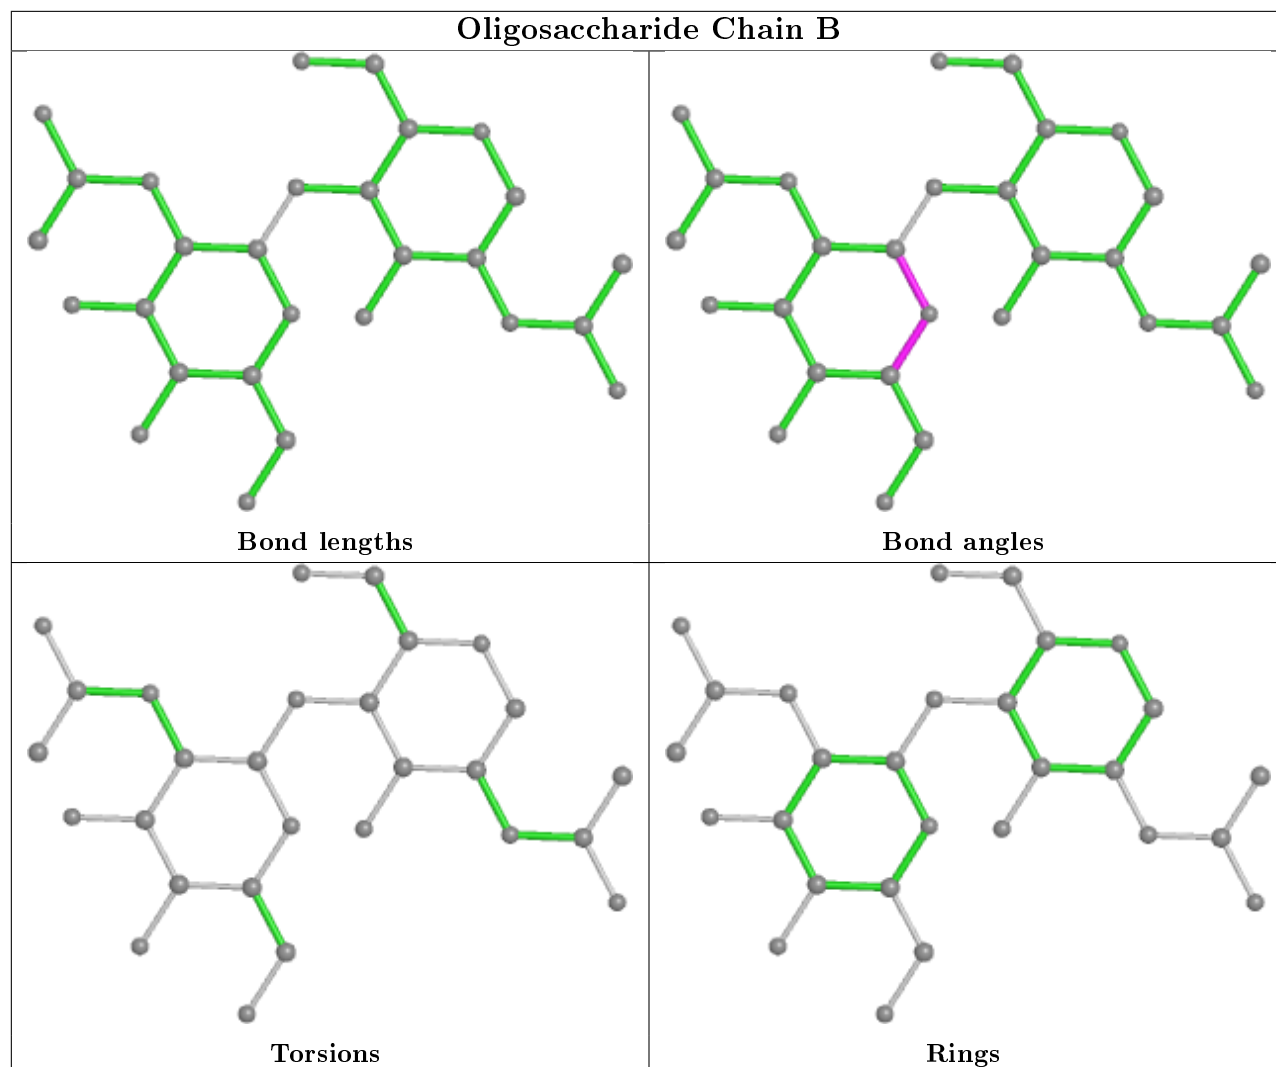 Oligosaccharide Chain B
Bond lengths
Bond angles
Torsions
Rings